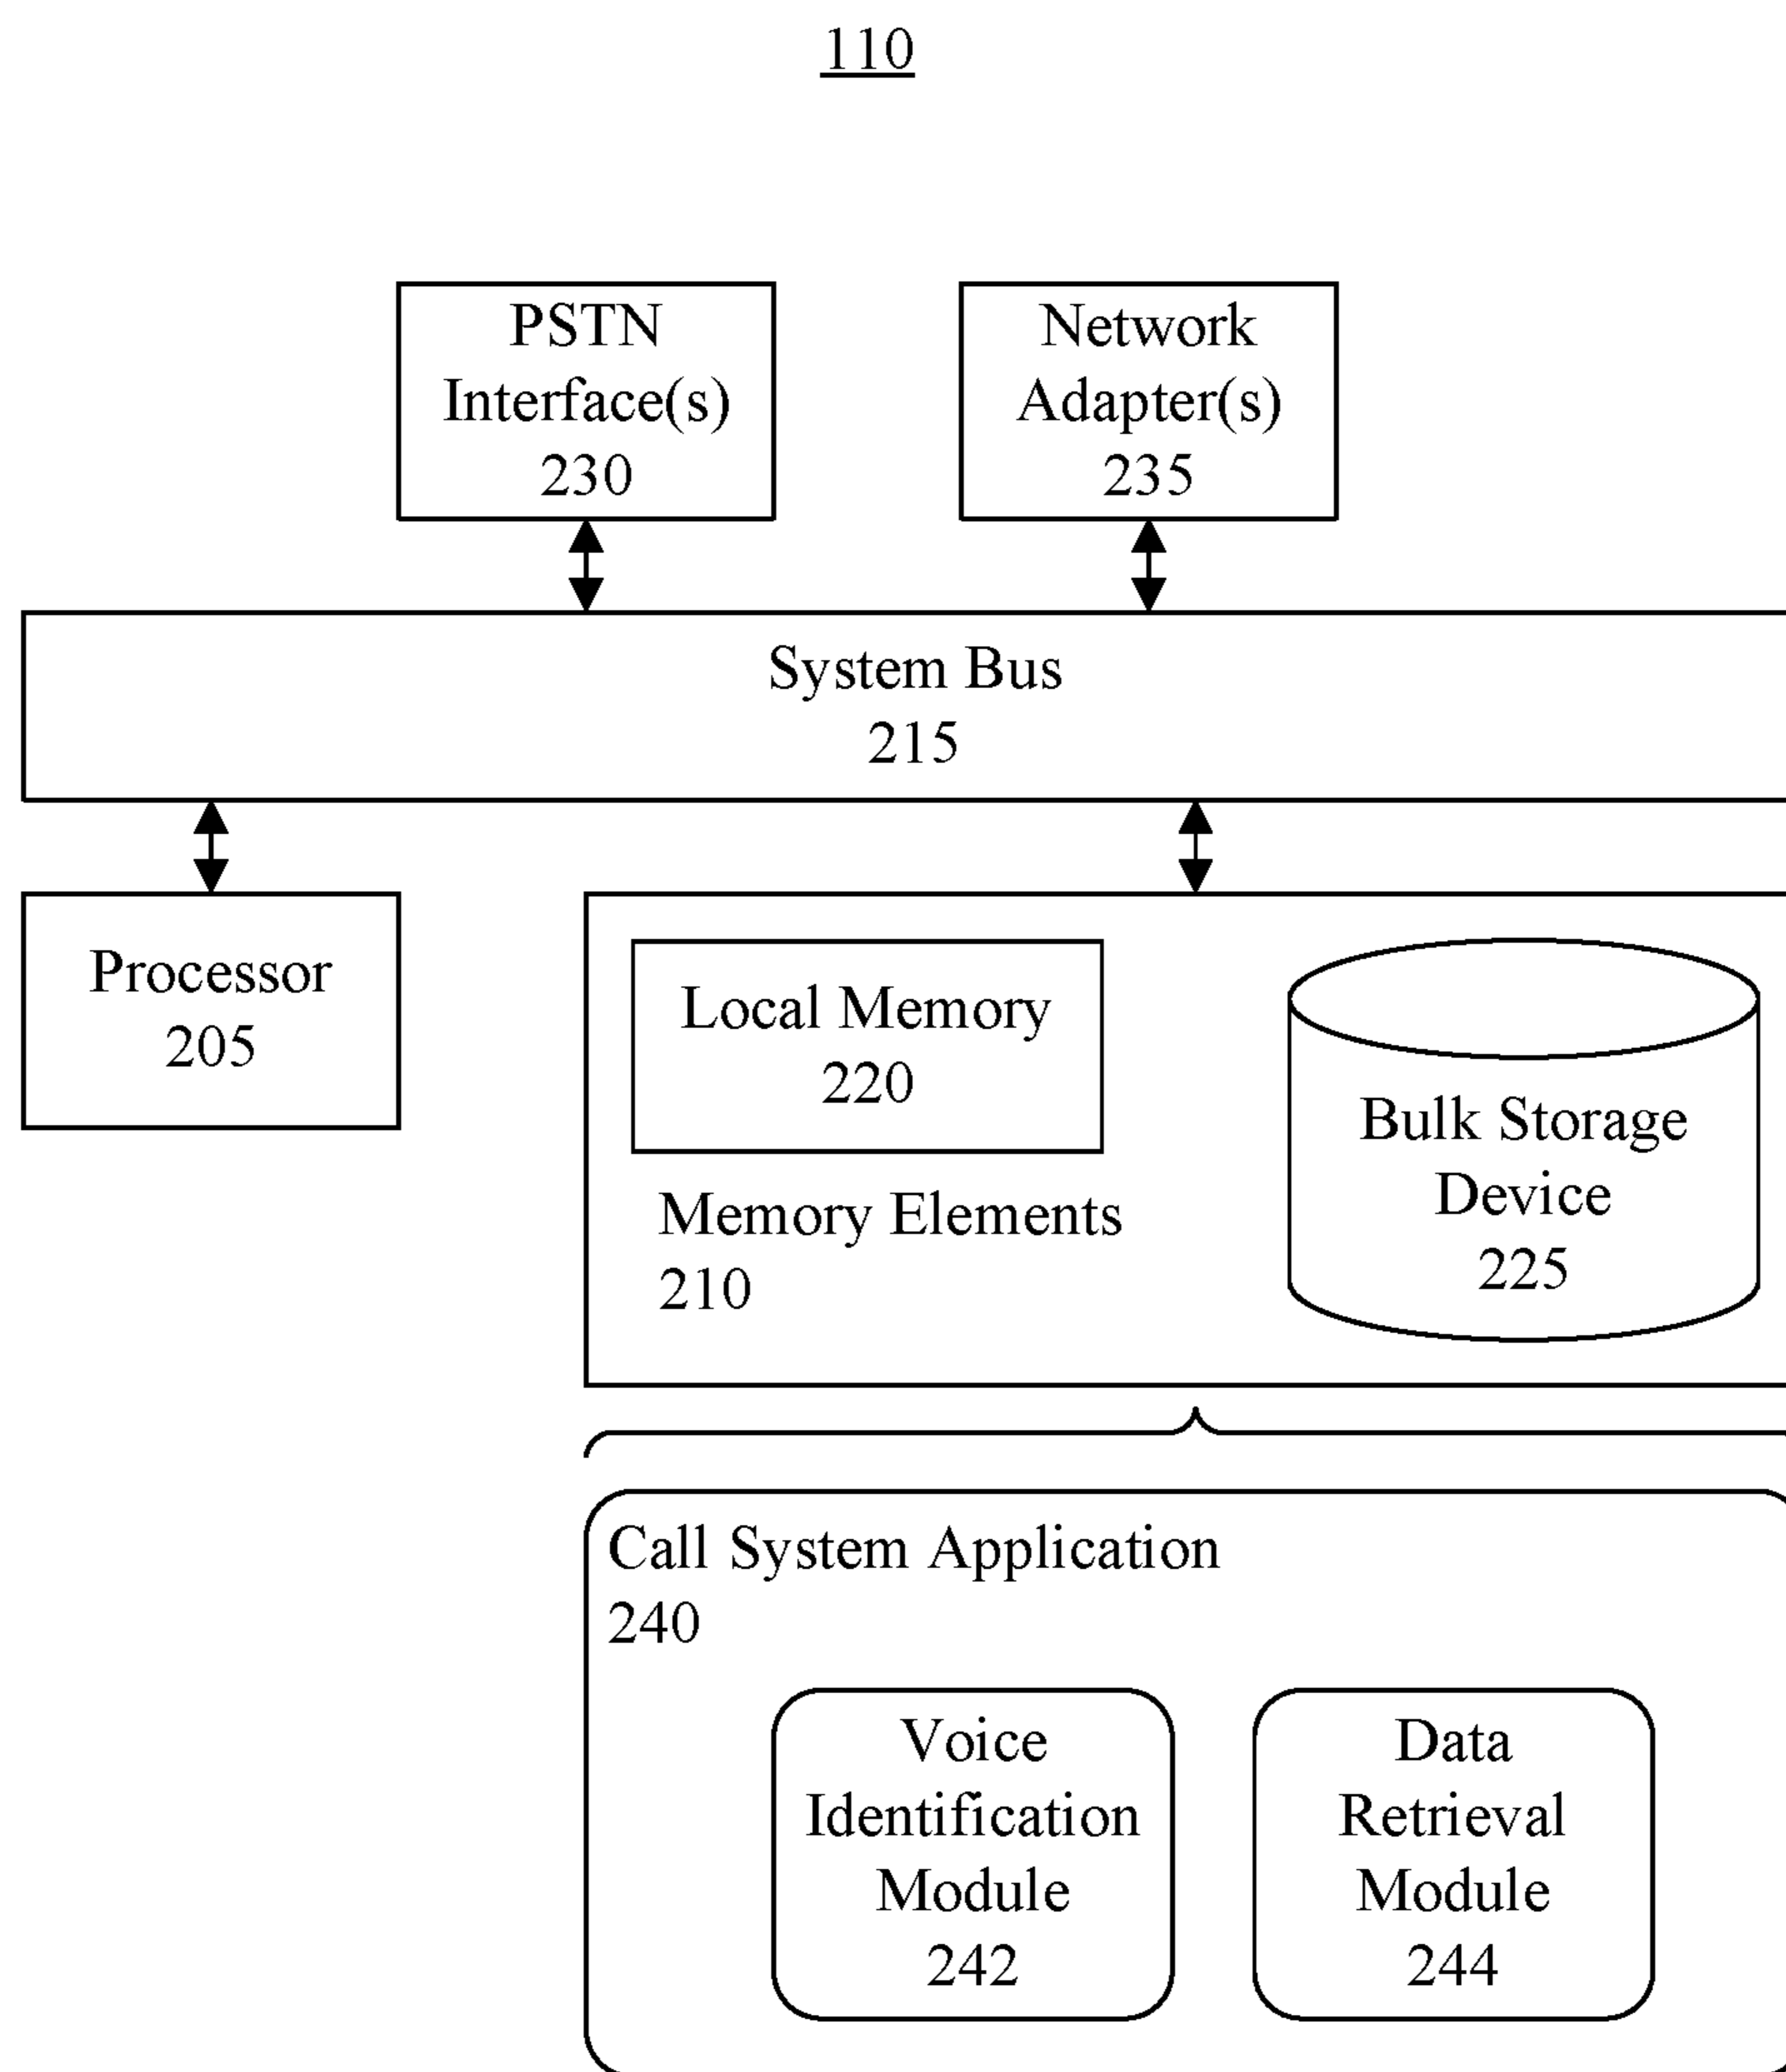 110
PSTN
Interface(s)
230
Network
Adapter(s)
235
System Bus
215
Processor
205
Local Memory
220
Memory Elements
210
Bulk Storage
Device
225
Call System Application
240
Voice
Identification
Module
242
Data
Retrieval
Module
244